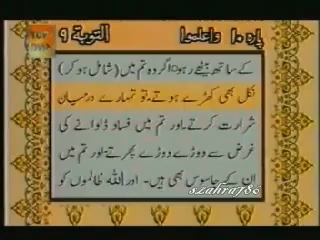 پارہ ۱۰ واعلموا التوبة ۹
کے ساتھ بیٹھے رہو۝اگر وہ تم میں (شامل ہو کر)
نکل بھی کھڑے ہوتے۔تو تمہارے درمیان
شرارت کرتے۔اور تم میں فساد ڈلوانے کی
غرض سے دوڑے دوڑے پھرتے۔اور تم میں
ان کے جاسوس بھی ہیں۔ اور اللہ ظالموں کو
szahra786